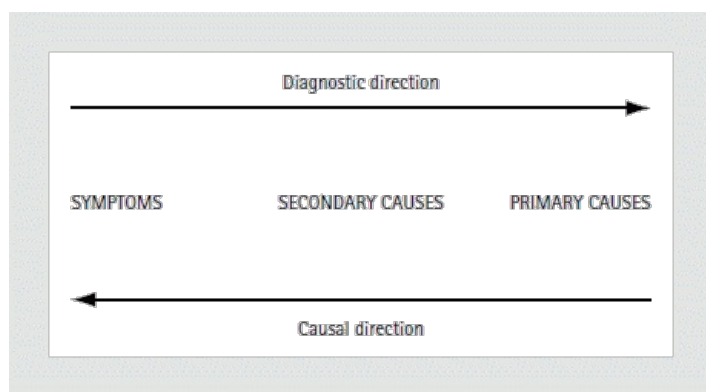 Diagnostic direction
SYMPTOMS SECONDARY CAUSES PRIMARY CAUSES
Causal direction